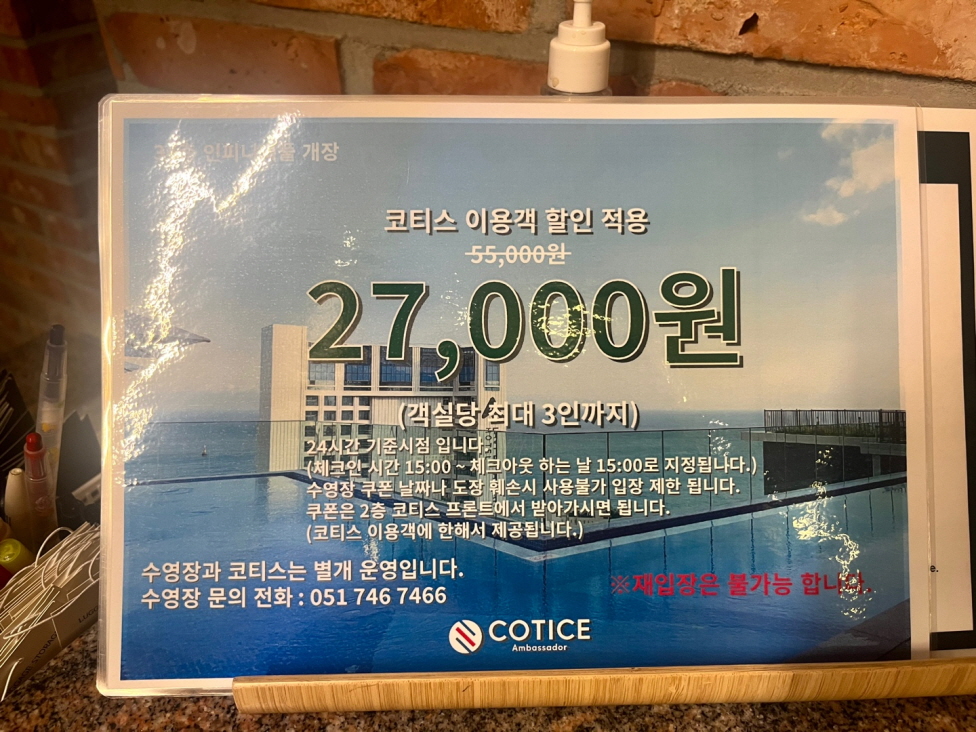 인피니티풀 개장
코티스 이용객 할인 적용
55,000원
27,000원
(객실당 최대 3인까지)
24시간 기준시점 입니다.
(체크인 시간 15:00 ~ 체크아웃 하는 날 15:00로 지정됩니다.)
수영장 쿠폰 날짜나 도장 훼손시 사용불가 입장 제한 됩니다.
쿠폰은 2층 코티스 프론트에서 받아가시면 됩니다.
(코티스 이용객에 한해서 제공됩니다.)
수영장과 코티스는 별개 운영입니다.
수영장 문의 전화 : 051 746 7466
※재입장은 불가능 합니다.
COTICE
Ambassador